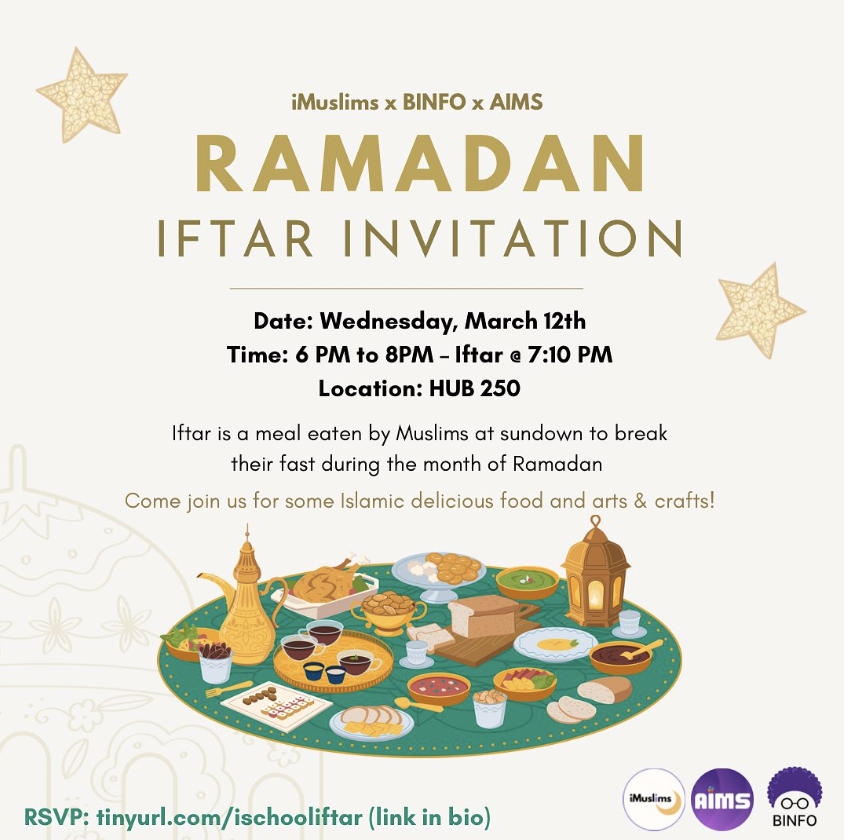 iMuslims x BINFO x AIMS
RAMADAN
IFTAR INVITATION
Date: Wednesday, March 12th
Time: 6 PM to 8PM – Iftar @ 7:10 PM
Location: HUB 250
Iftar is a meal eaten by Muslims at sundown to break
their fast during the month of Ramadan
Come join us for some Islamic delicious food and arts & crafts!
RSVP: tinyurl.com/ischooliftar (link in bio)
iMuslims
AIMS
BINFO